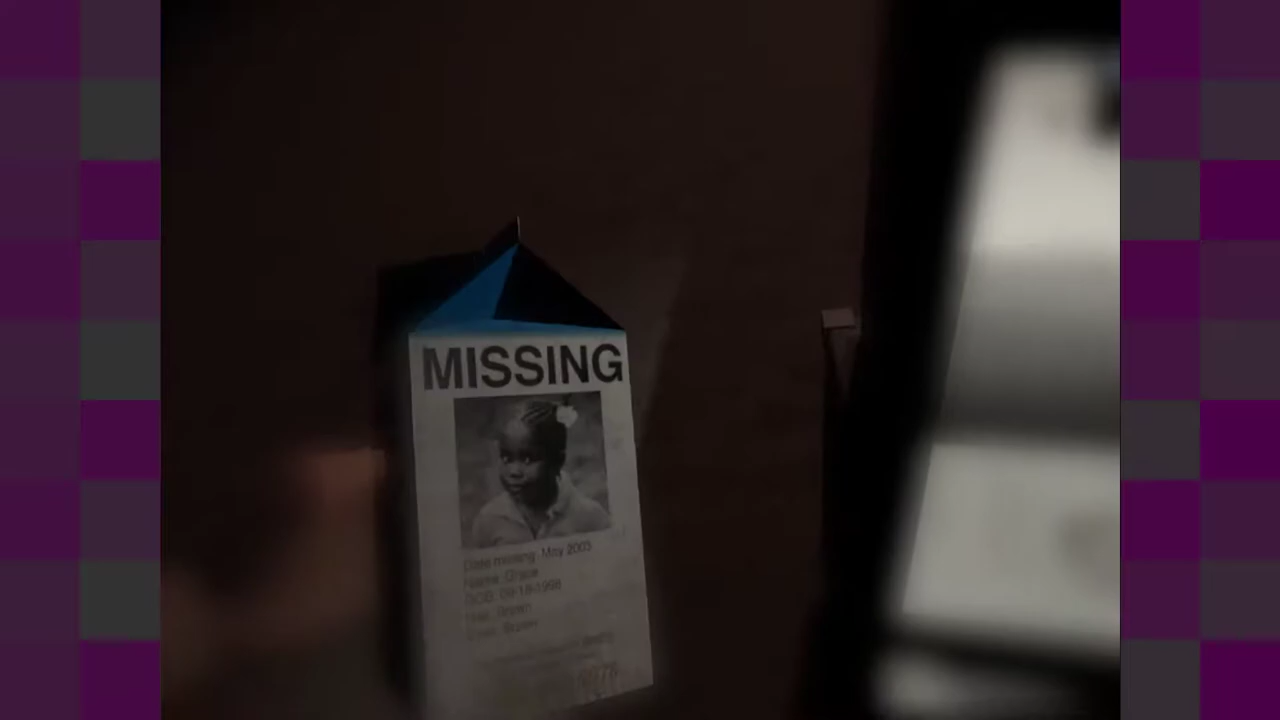 MISSING
Date missing: May 2003
Name: Grace
DOB: 09-18-1998
Hair: Brown
Eyes: Brown